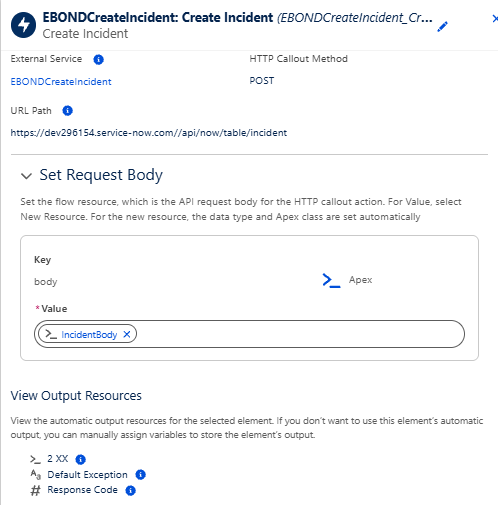 EBONDCreateIncident: Create Incident (EBONDCreateIncident_Cr...
Create Incident
External Service
HTTP Callout Method
EBONDCreateIncident
POST
URL Path
https://dev296154.service-now.com//api/now/table/incident
Set Request Body
Set the flow resource, which is the API request body for the HTTP callout action. For Value, select
New Resource. For the new resource, the data type and Apex class are set automatically
Key
body
Apex
*Value
IncidentBody
View Output Resources
View the automatic output resources for the selected element. If you don't want to use this element's automatic
output, you can manually assign variables to store the element's output.
2 XX
Default Exception
Response Code